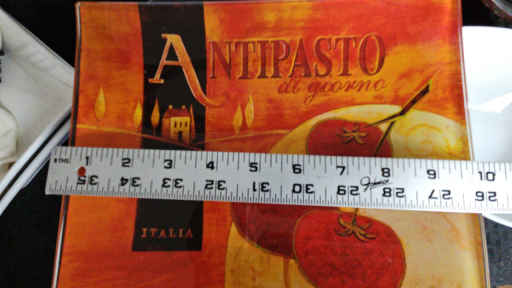 ANTIPASTO
di giorno
8THS 1 2 3 4 5 6 7 8 9 10
35 34 33 32 31 30 29 28 27 26
ITALIA